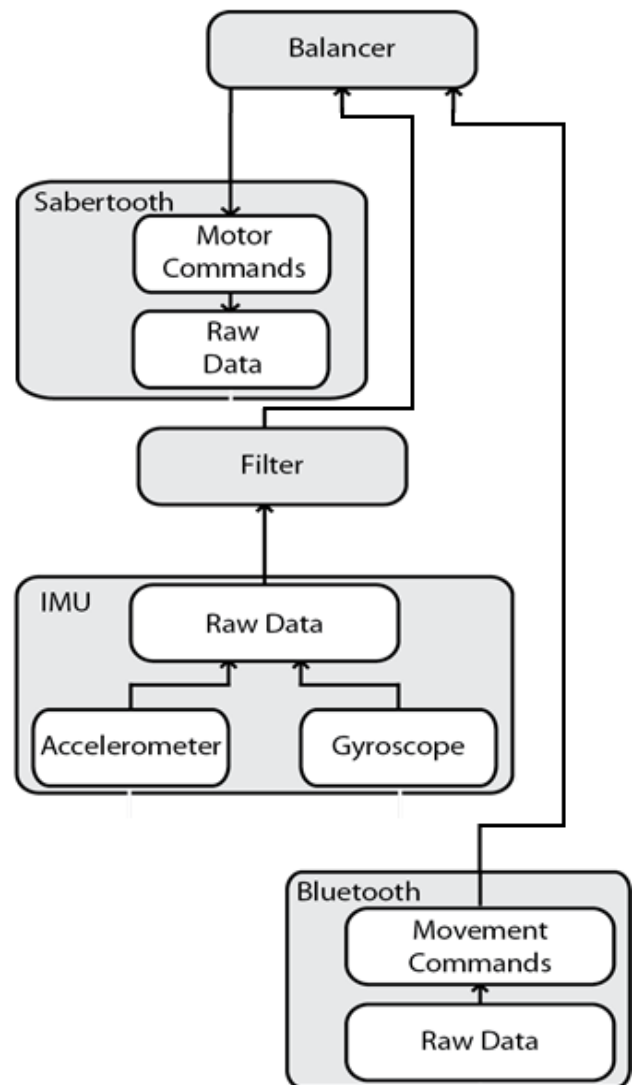 Balancer
Sabertooth
Motor
Commands
Raw
Data
Filter
IMU
Raw Data
Accelerometer
Gyroscope
Bluetooth
Movement
Commands
Raw Data